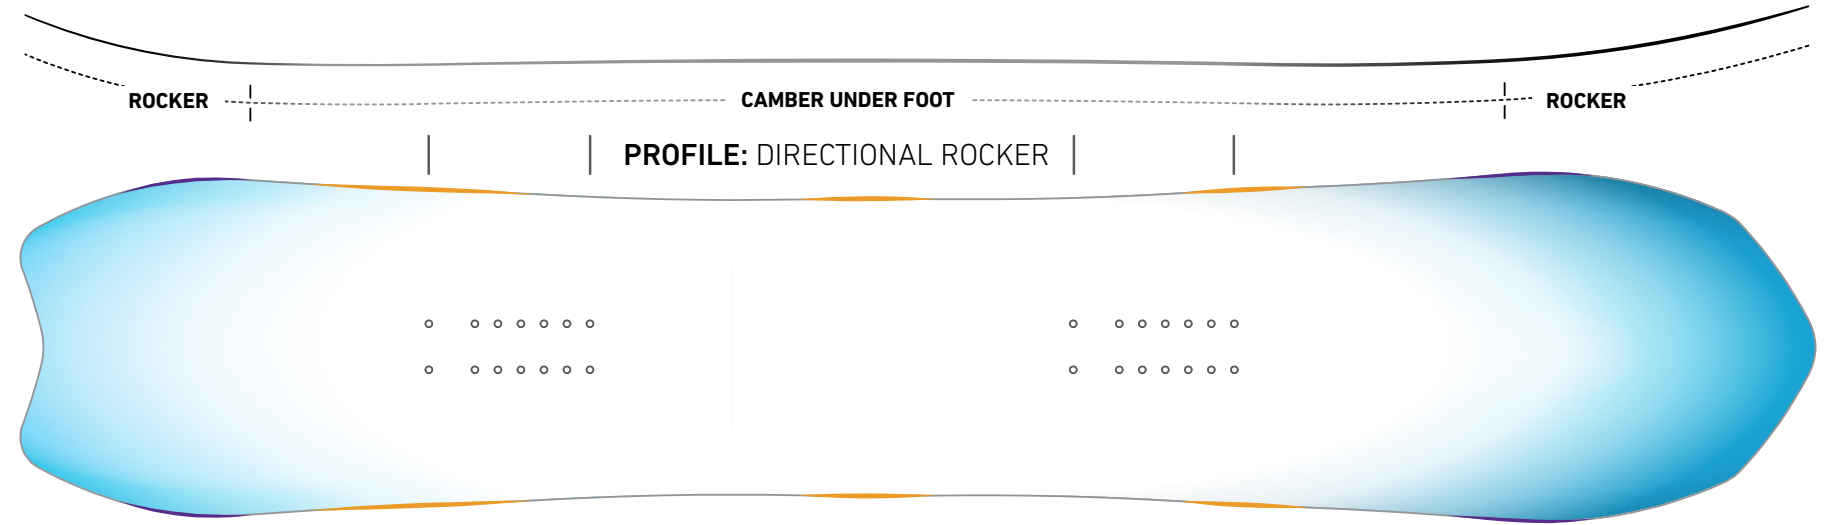 ROCKER
CAMBER UNDER FOOT
ROCKER
PROFILE: DIRECTIONAL ROCKER